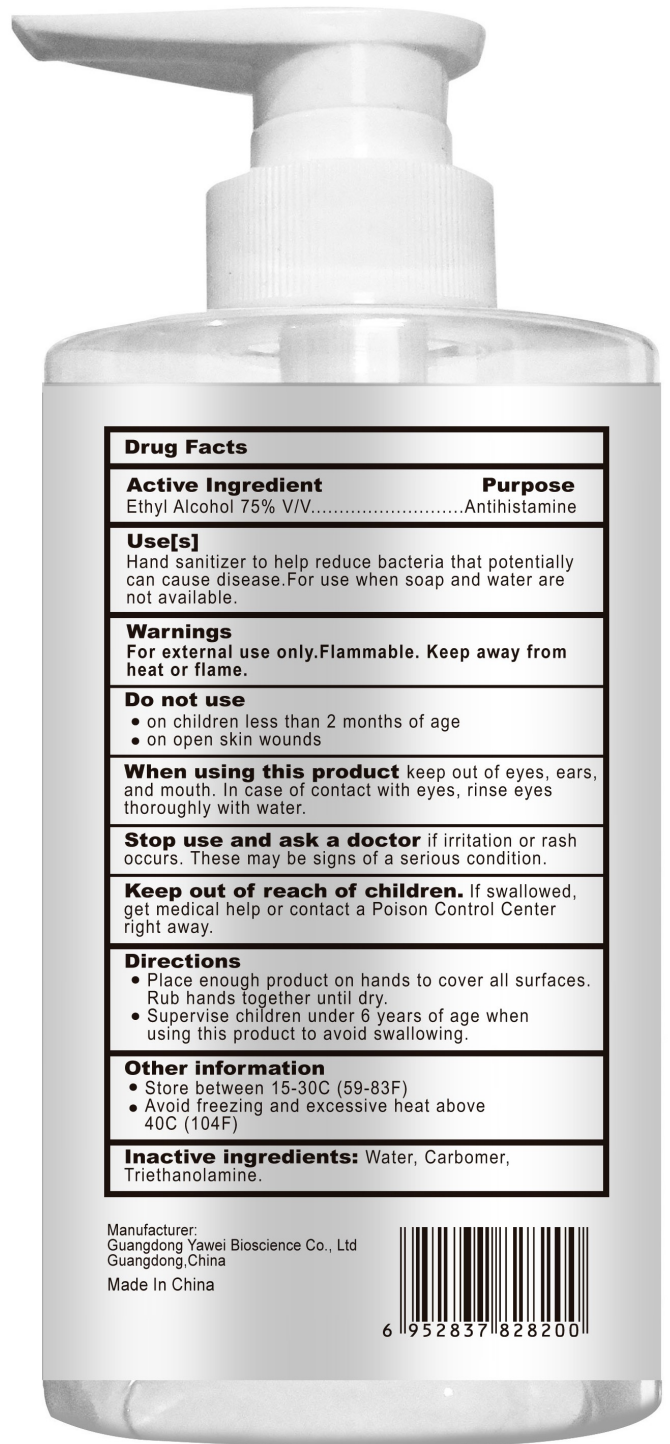 Drug Facts
Active Ingredient Purpose
Ethyl Alcohol 75% V/V...........................Antihistamine
Use[s]
Hand sanitizer to help reduce bacteria that potentially
can cause disease.For use when soap and water are
not available.
Warnings
For external use only.Flammable. Keep away from
heat or flame.
Do not use
• on children less than 2 months of age
• on open skin wounds
When using this product keep out of eyes, ears,
and mouth. In case of contact with eyes, rinse eyes
thoroughly with water.
Stop use and ask a doctor if irritation or rash
occurs. These may be signs of a serious condition.
Keep out of reach of children. If swallowed,
get medical help or contact a Poison Control Center
right away.
Directions
• Place enough product on hands to cover all surfaces.
Rub hands together until dry.
• Supervise children under 6 years of age when
using this product to avoid swallowing.
Other information
• Store between 15-30C (59-83F)
• Avoid freezing and excessive heat above
40C (104F)
Inactive ingredients: Water, Carbomer,
Triethanolamine.
Manufacturer:
Guangdong Yawei Bioscience Co., Ltd
Guangdong,China
Made In China
6 952837 828200